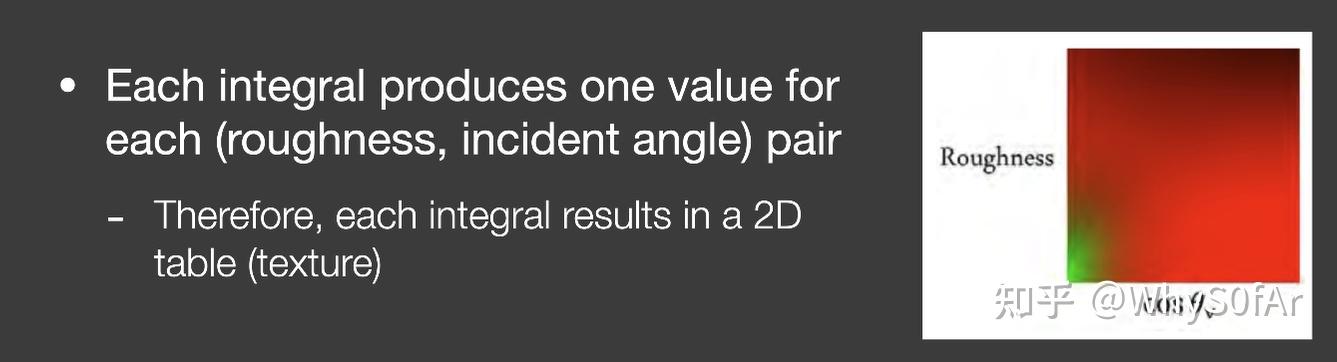 • Each integral produces one value for
each (roughness, incident angle) pair
- Therefore, each integral results in a 2D
table (texture)
Roughness
cos θᵥ
知乎 @WhyS0fAr